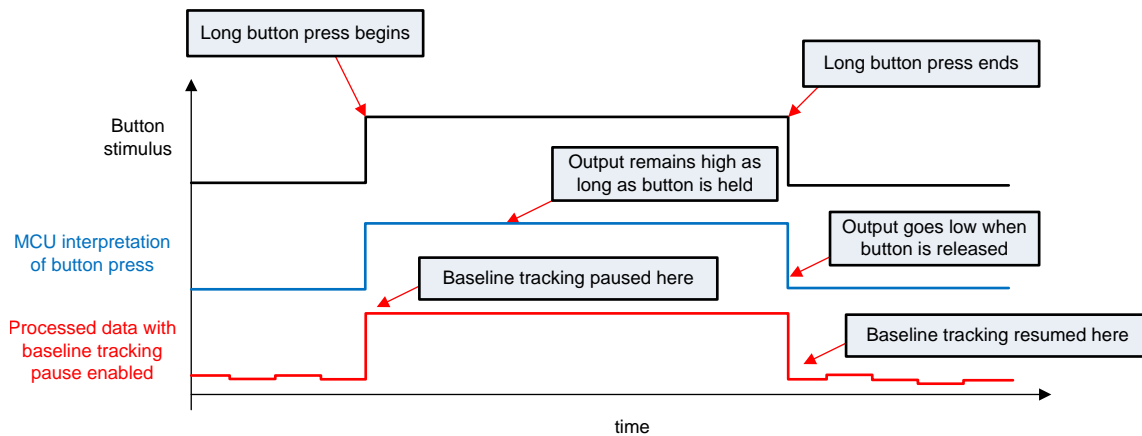 Long button press begins
Long button press ends
Button
stimulus
Output remains high as
long as button is held
MCU interpretation
of button press
Output goes low when
button is released
Baseline tracking paused here
Processed data with
baseline tracking
pause enabled
Baseline tracking resumed here
time